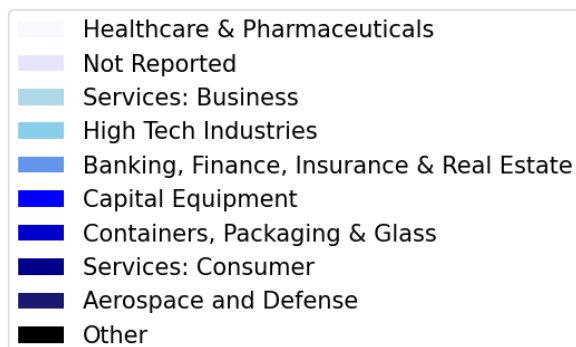 Healthcare & Pharmaceuticals
Not Reported
Services: Business
High Tech Industries
Banking, Finance, Insurance & Real Estate
Capital Equipment
Containers, Packaging & Glass
Services: Consumer
Aerospace and Defense
Other